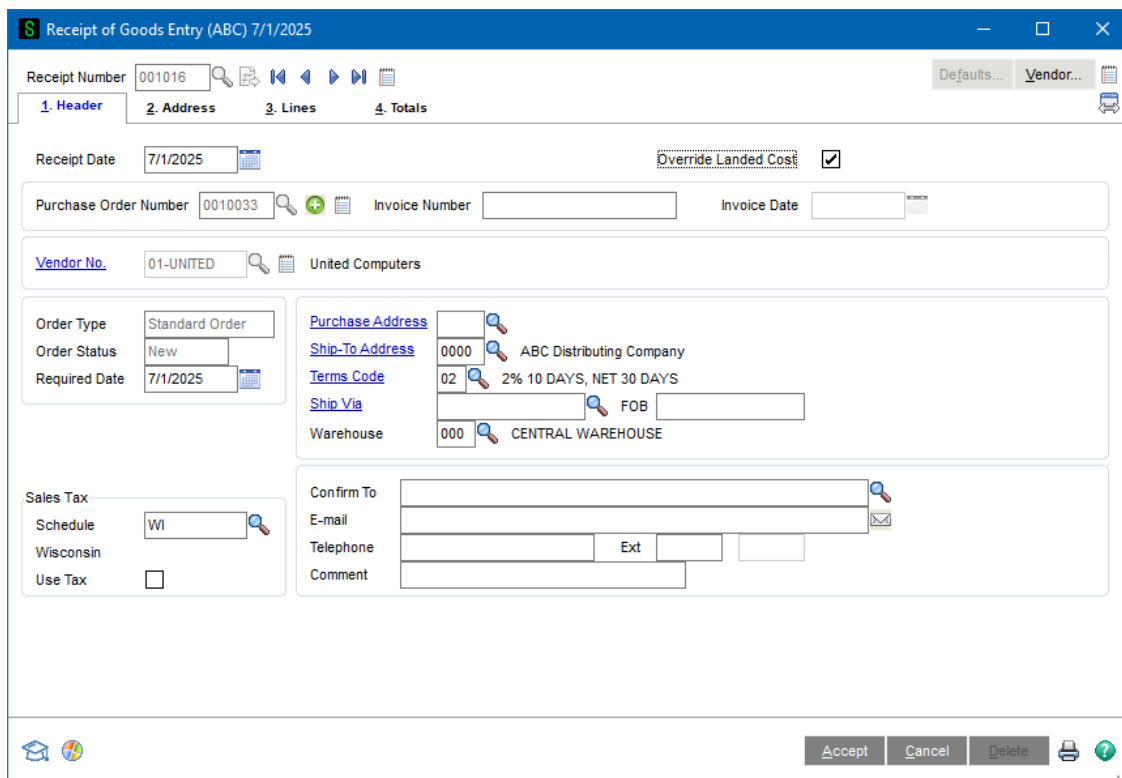 S Receipt of Goods Entry (ABC) 7/1/2025
Receipt Number 001016 Defaults... Vendor...
1. Header 2. Address 3. Lines 4. Totals
Receipt Date 7/1/2025 Override Landed Cost
Purchase Order Number 0010033 Invoice Number Invoice Date
Vendor No. 01-UNITED United Computers
Order Type Standard Order
Order Status New
Required Date 7/1/2025
Purchase Address
Ship-To Address 0000 ABC Distributing Company
Terms Code 02 2% 10 DAYS, NET 30 DAYS
Ship Via FOB
Warehouse 000 CENTRAL WAREHOUSE
Sales Tax
Schedule WI
Wisconsin
Use Tax
Confirm To
E-mail
Telephone Ext
Comment
Accept Cancel Delete ?